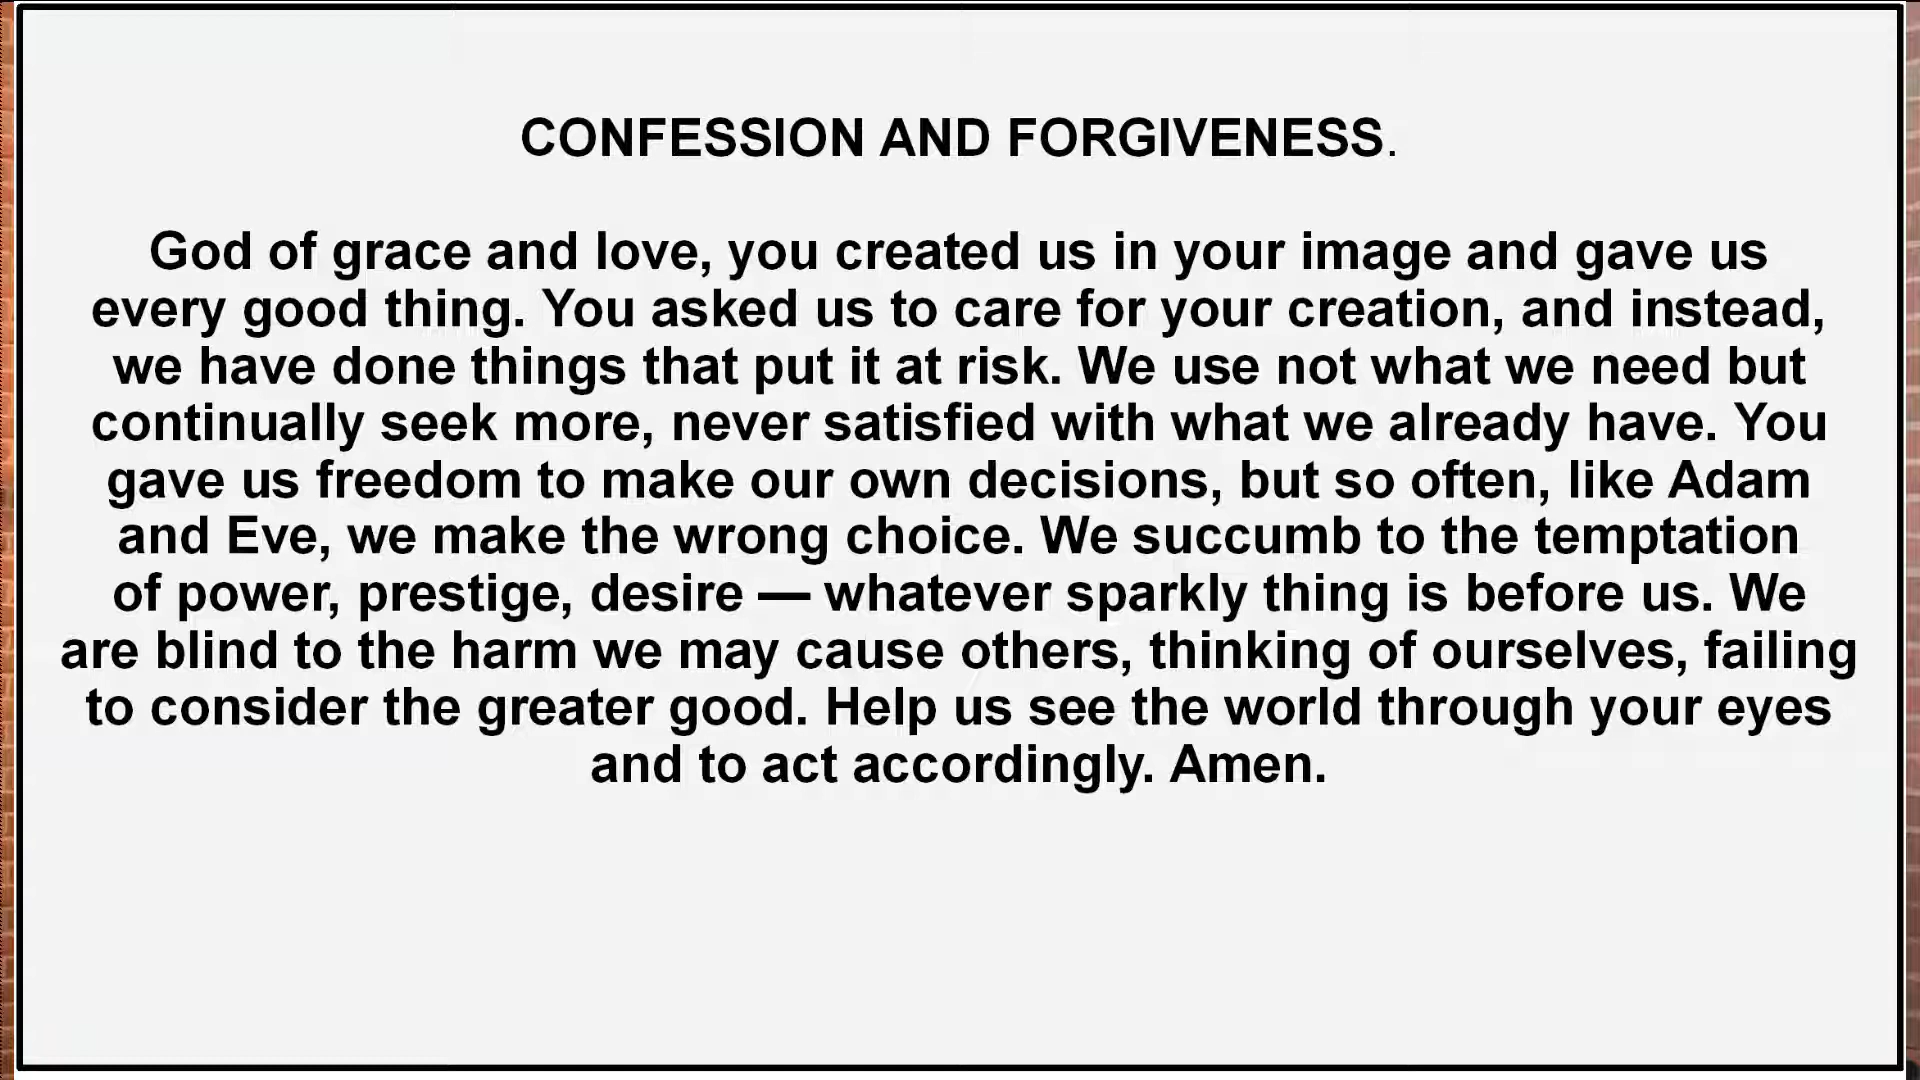 CONFESSION AND FORGIVENESS.
God of grace and love, you created us in your image and gave us
every good thing. You asked us to care for your creation, and instead,
we have done things that put it at risk. We use not what we need but
continually seek more, never satisfied with what we already have. You
gave us freedom to make our own decisions, but so often, like Adam
and Eve, we make the wrong choice. We succumb to the temptation
of power, prestige, desire — whatever sparkly thing is before us. We
are blind to the harm we may cause others, thinking of ourselves, failing
to consider the greater good. Help us see the world through your eyes
and to act accordingly. Amen.